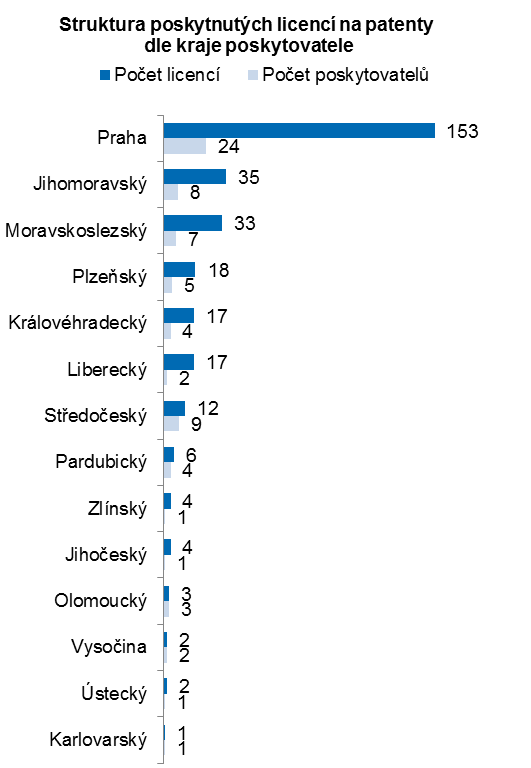 Struktura poskytnutých licencí na patenty
dle kraje poskytovatele
Počet licencí Počet poskytovatelů
Praha 153
24
Jihomoravský 35
8
Moravskoslezský 33
7
Plzeňský 18
5
Královéhradecký 17
4
Liberecký 17
2
Středočeský 12
9
Pardubický 6
4
Zlínský 4
1
Jihočeský 4
1
Olomoucký 3
3
Vysočina 2
2
Ústecký 2
1
Karlovarský 1
1